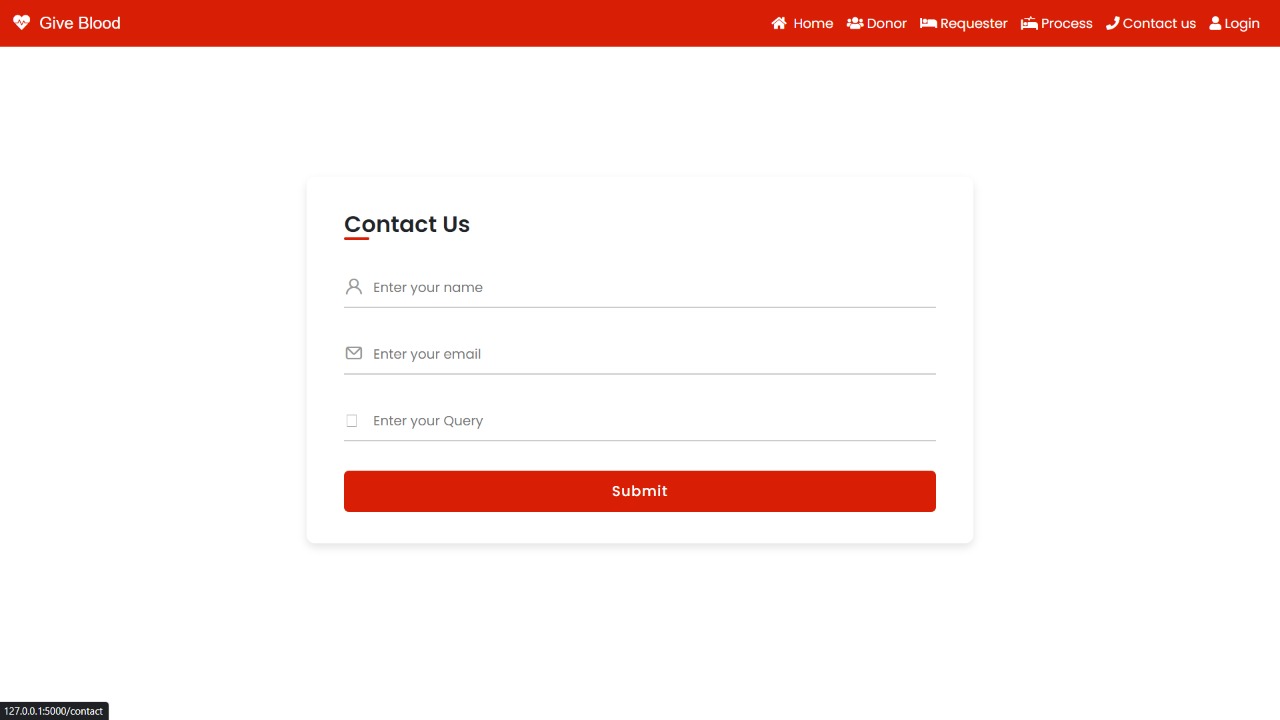 Give Blood
Home Donor Requester Process Contact us Login
Contact Us
Enter your name
Enter your email
Enter your Query
Submit
127.0.0.1:5000/contact